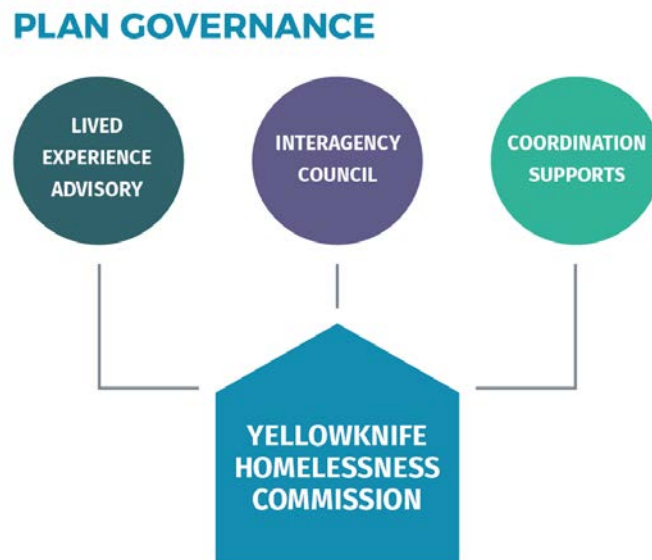 PLAN GOVERNANCE
LIVED
EXPERIENCE
ADVISORY
INTERAGENCY
COUNCIL
COORDINATION
SUPPORTS
YELLOWKNIFE
HOMELESSNESS
COMMISSION